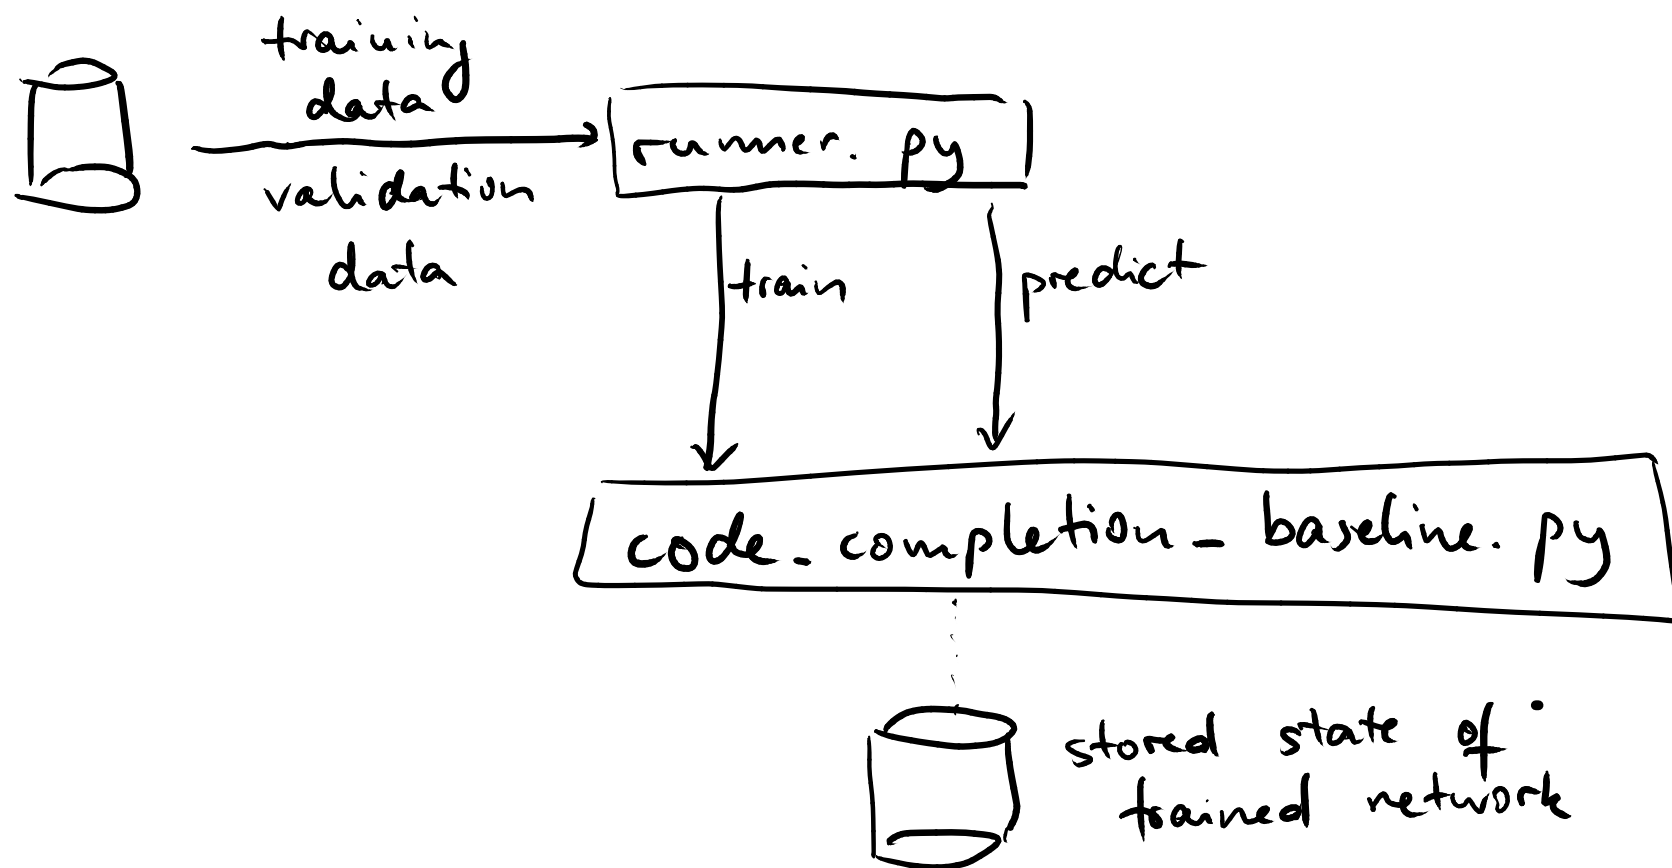 training
data
validation
data
runner.py
train
predict
code_completion_baseline.py
stored state of
trained network